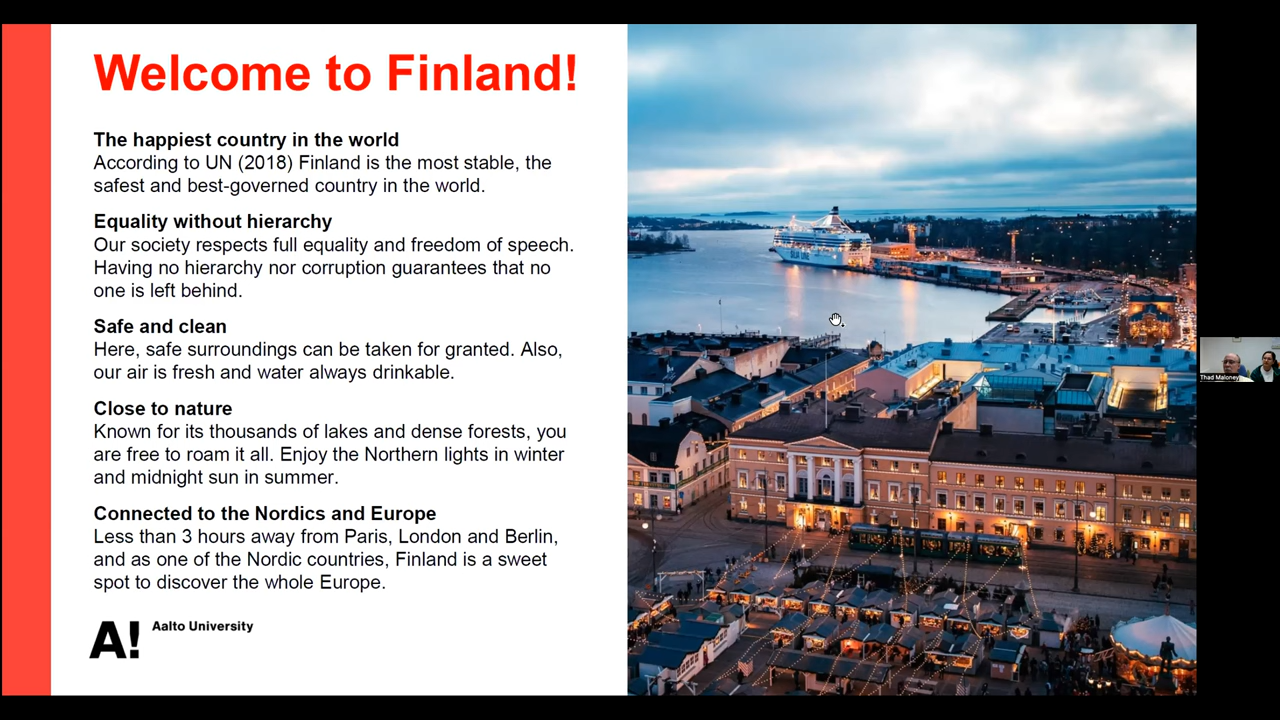 Welcome to Finland!
The happiest country in the world
According to UN (2018) Finland is the most stable, the
safest and best-governed country in the world.
Equality without hierarchy
Our society respects full equality and freedom of speech.
Having no hierarchy nor corruption guarantees that no
one is left behind.
Safe and clean
Here, safe surroundings can be taken for granted. Also,
our air is fresh and water always drinkable.
Close to nature
Known for its thousands of lakes and dense forests, you
are free to roam it all. Enjoy the Northern lights in winter
and midnight sun in summer.
Connected to the Nordics and Europe
Less than 3 hours away from Paris, London and Berlin,
and as one of the Nordic countries, Finland is a sweet
spot to discover the whole Europe.
A! Aalto University
SILJA LINE
Thad Maloney